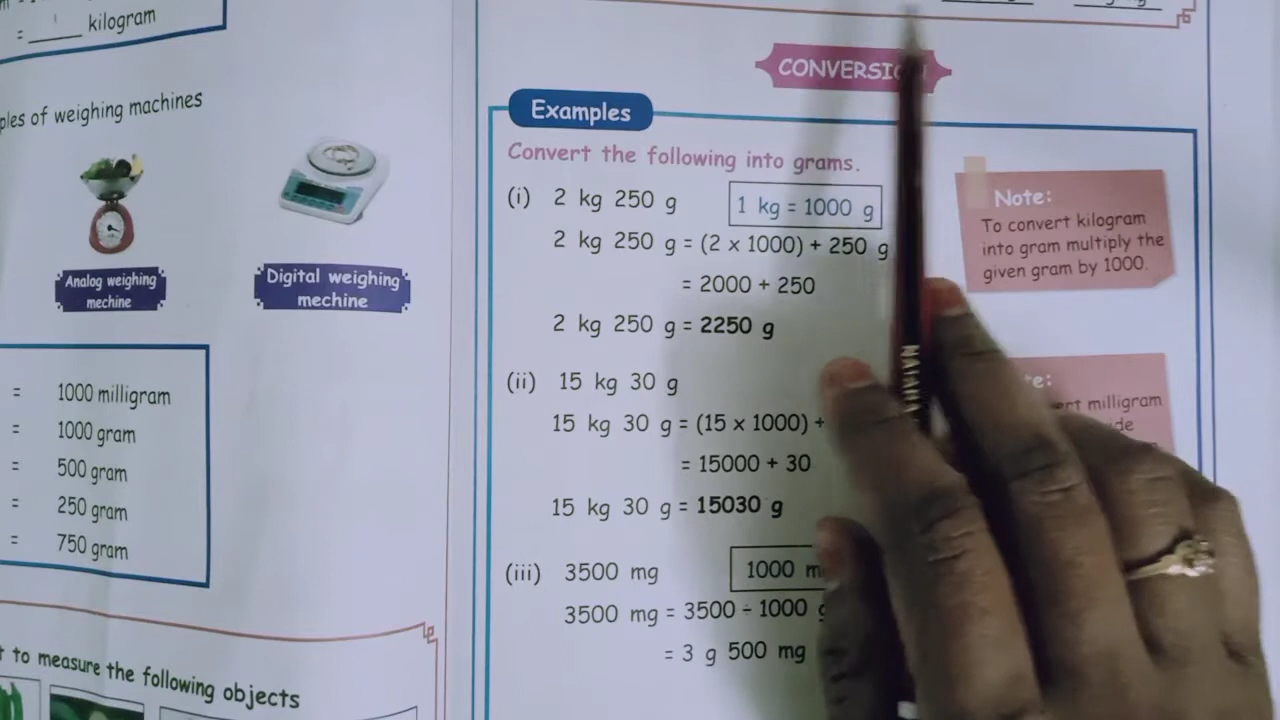 = _____ kilogram
of weighing machines
Analog weighing
mechine
Digital weighing
mechine
= 1000 milligram
= 1000 gram
= 500 gram
= 250 gram
= 750 gram
to measure the following objects
CONVERSION
Examples
Convert the following into grams.
(i) 2 kg 250 g 1 kg = 1000 g
2 kg 250 g = (2 x 1000) + 250 g
= 2000 + 250
2 kg 250 g = 2250 g
(ii) 15 kg 30 g
15 kg 30 g = (15 x 1000) +
= 15000 + 30
15 kg 30 g = 15030 g
(iii) 3500 mg 1000
3500 mg = 3500 ÷ 1000 g
= 3 g 500 mg
Note:
To convert kilogram
into gram multiply the
given gram by 1000.
milligram